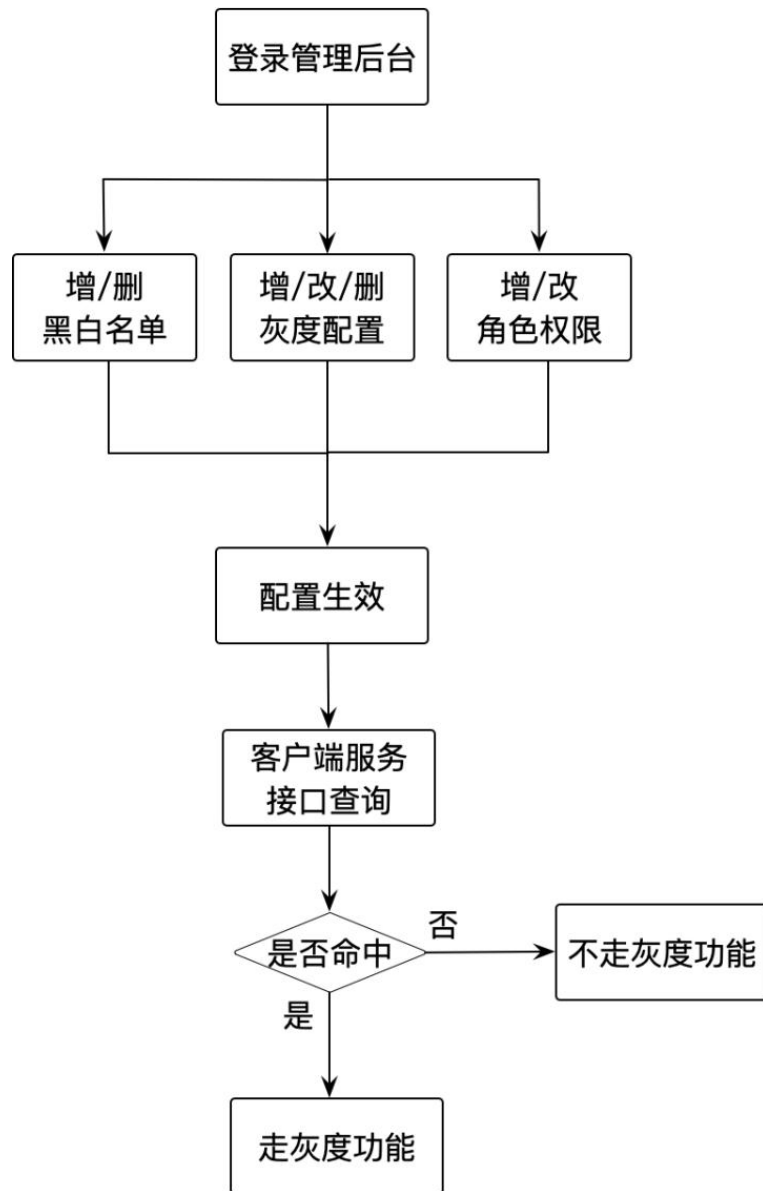 登录管理后台
增/删
黑白名单
增/改/删
灰度配置
增/改
角色权限
配置生效
客户端服务
接口查询
是否命中
否
不走灰度功能
是
走灰度功能